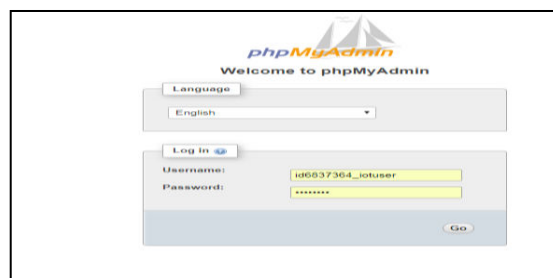 phpMyAdmin
Welcome to phpMyAdmin
Language
English
Log in
Username:
id6837364_iotuser
Password:
••••••••
Go